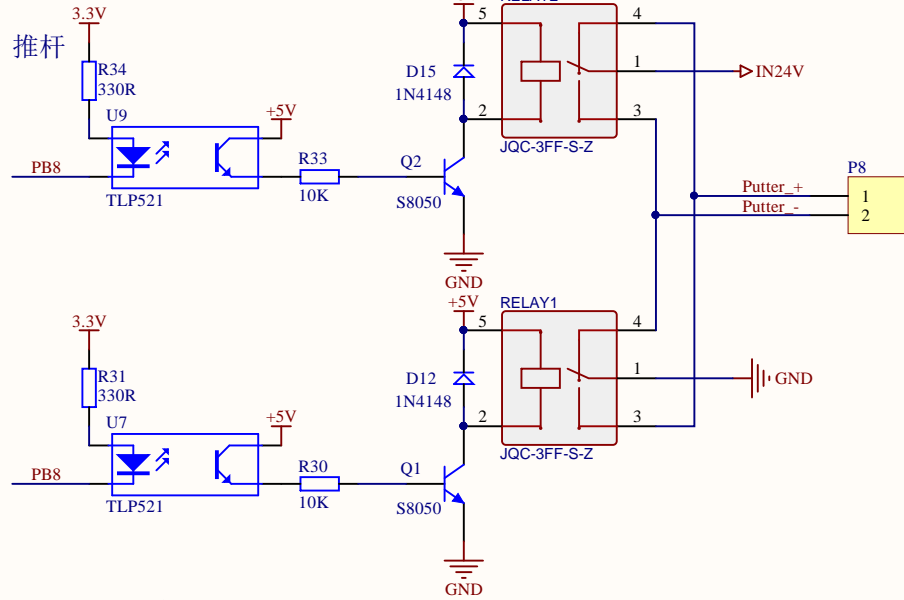 3.3V
推杆
R34
330R
U9
+5V
PB8
TLP521
R33
10K
Q2
S8050
GND
D15
1N4148
5
2
4
1
3
JQC-3FF-S-Z
IN24V
P8
Putter_+
Putter_-
1
2
3.3V
R31
330R
U7
+5V
PB8
TLP521
R30
10K
Q1
S8050
GND
+5V
D12
1N4148
RELAY1
5
2
4
1
3
JQC-3FF-S-Z
GND